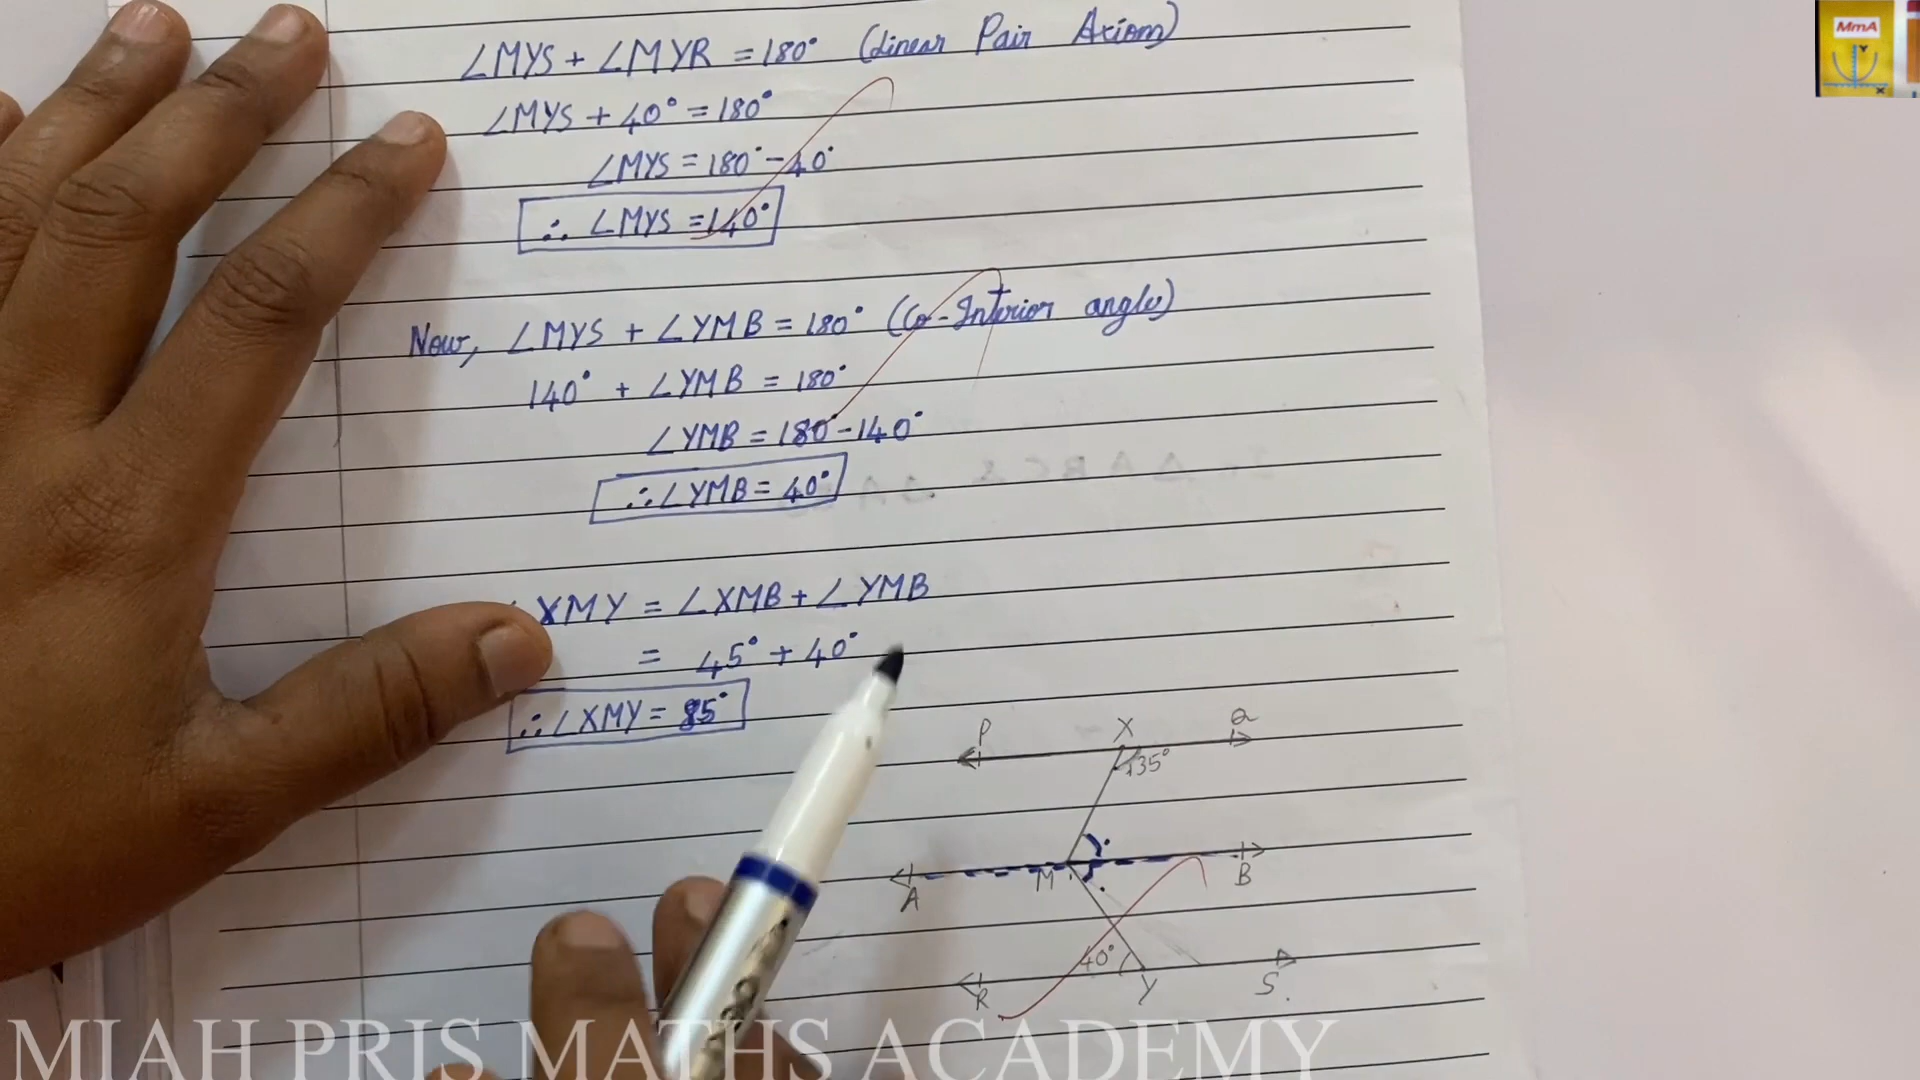 ∠MYS + ∠MYR = 180° (Linear Pair Axiom)
∠MYS + 40° = 180°
∠MYS = 180° - 40°
∴ ∠MYS = 140°
Now, ∠MYS + ∠YMB = 180° (Co-Interior angles)
140° + ∠YMB = 180°
∠YMB = 180° - 140°
∴ ∠YMB = 40°
XMY = ∠XMB + ∠YMB
= 45° + 40°
∴ ∠XMY = 85°
P X Q
135°
A M B
40°
R Y S
MIAH PRIS MATHS ACADEMY
MmA
Y
X